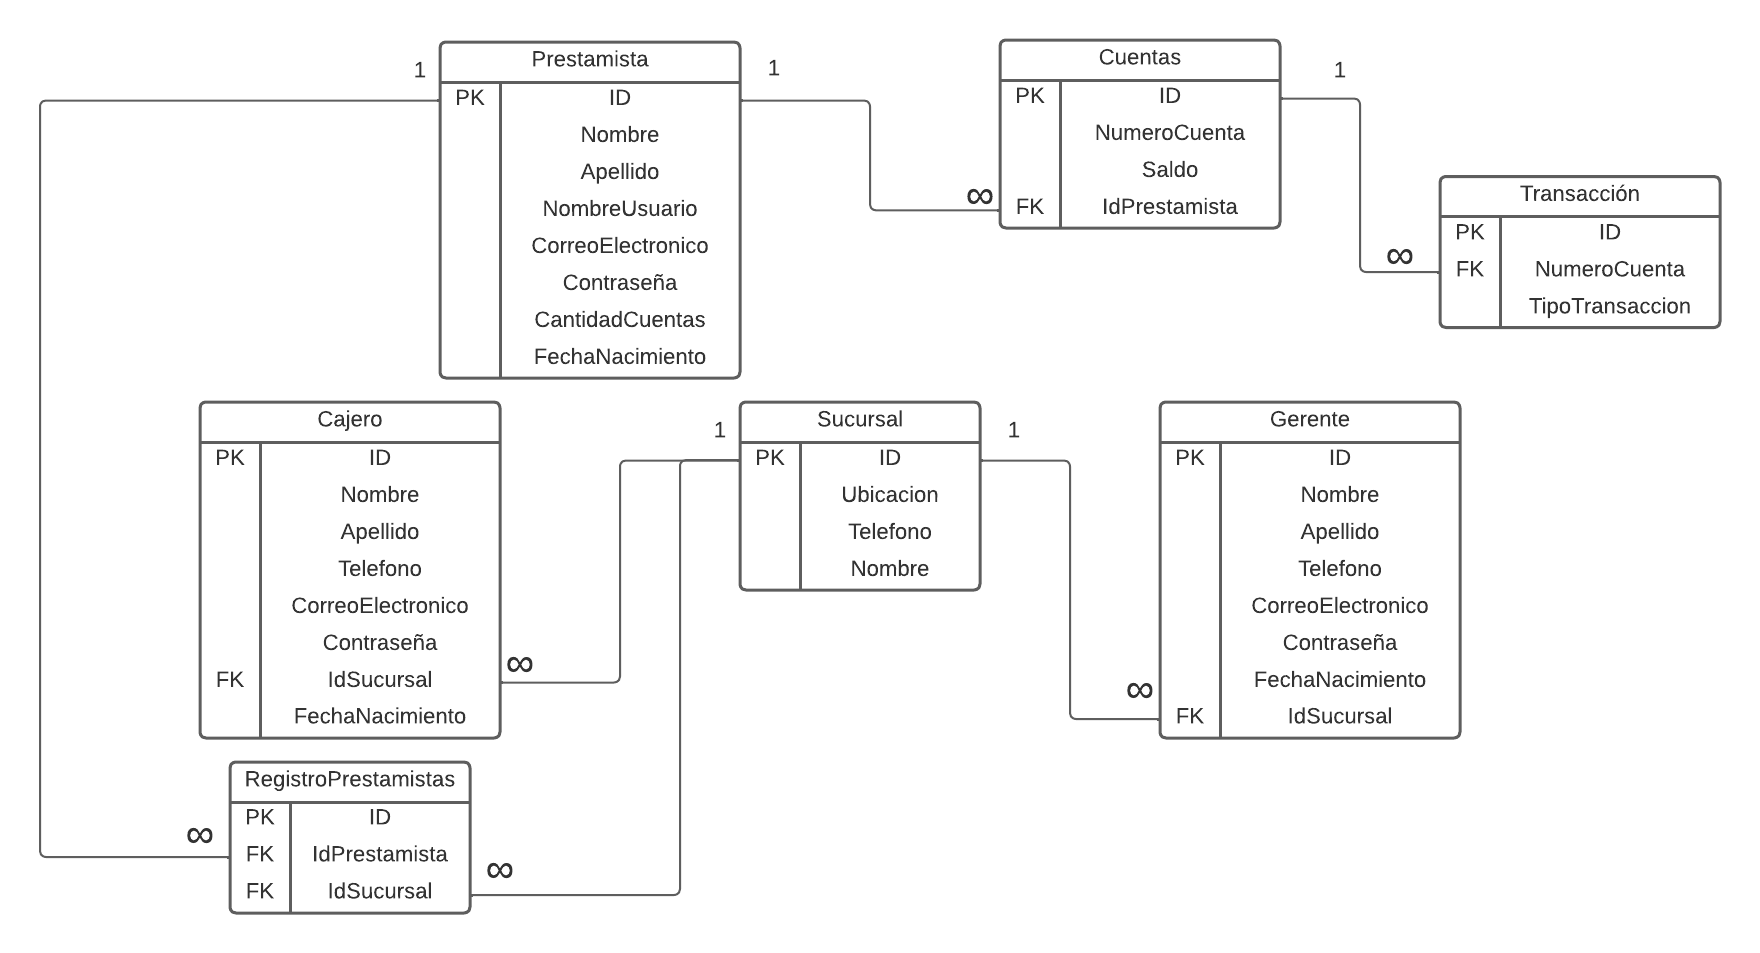 1
Prestamista
1
PK ID
Nombre
Apellido
NombreUsuario
CorreoElectronico
Contraseña
CantidadCuentas
FechaNacimiento
Cuentas
1
PK ID
NumeroCuenta
Saldo
∞
FK IdPrestamista
Transacción
PK ID
∞
FK NumeroCuenta
TipoTransaccion
Cajero
PK ID
Nombre
Apellido
Telefono
CorreoElectronico
Contraseña
FK IdSucursal
∞
FechaNacimiento
1
Sucursal
1
PK ID
Ubicacion
Telefono
Nombre
Gerente
PK ID
Nombre
Apellido
Telefono
CorreoElectronico
Contraseña
FechaNacimiento
∞
FK IdSucursal
RegistroPrestamistas
PK ID
∞
FK IdPrestamista
FK IdSucursal
∞